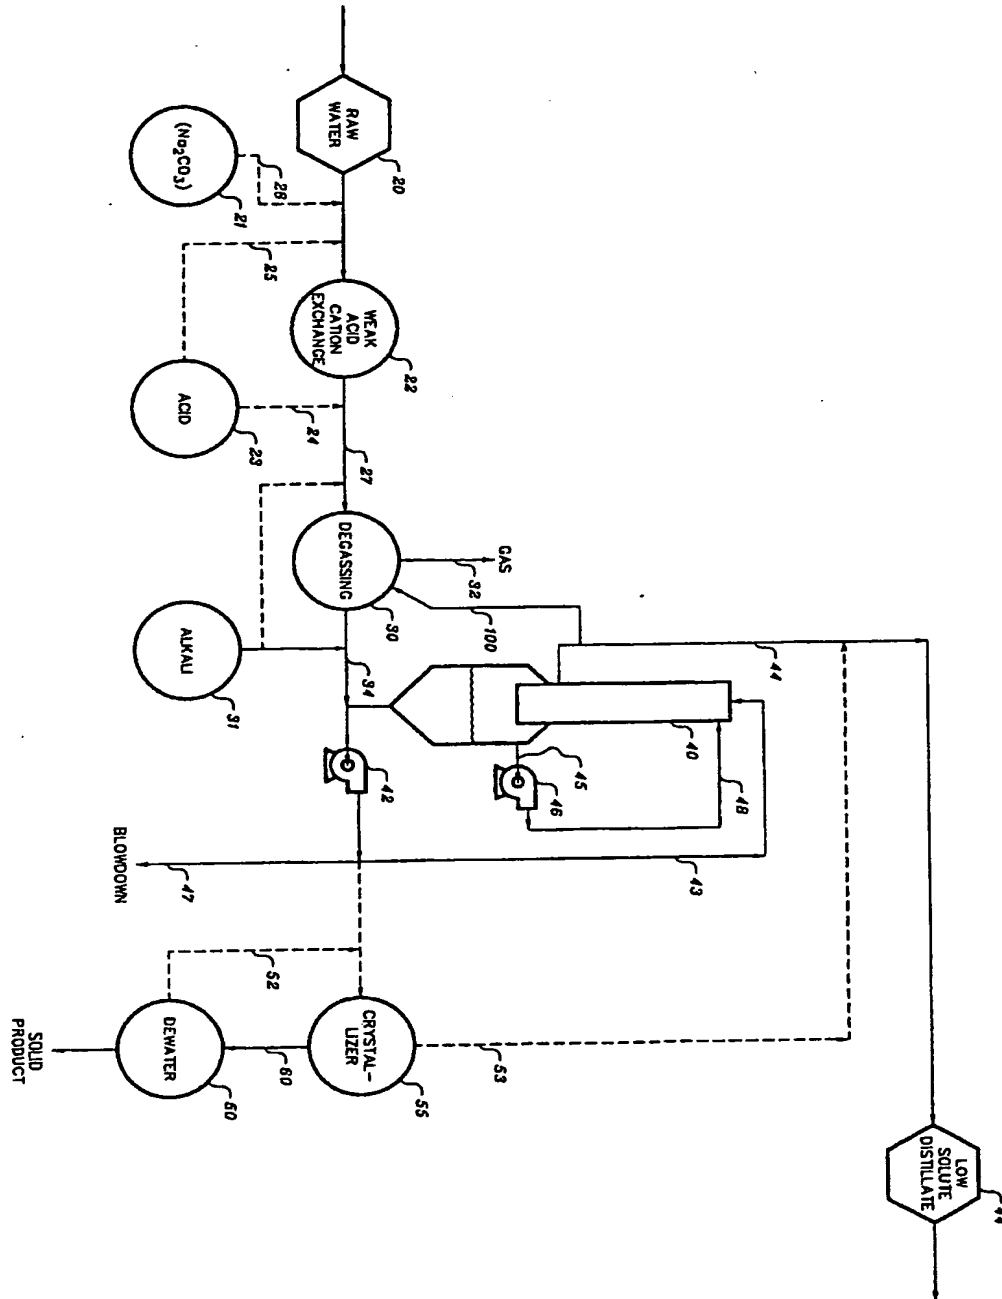 RAW
WATER
20
(Na2CO3)
21
26
25
WEAK
ACID
CATION
EXCHANGE
22
ACID
23
24
27
DEGASSING
30
GAS
32
100
ALKALI
31
34
40
44
42
45
46
48
43
BLOWDOWN
47
52
DEWATER
60
SOLID
PRODUCT
CRYSTAL-
LIZER
55
60
53
LOW
SOLUTE
DISTILLATE
44